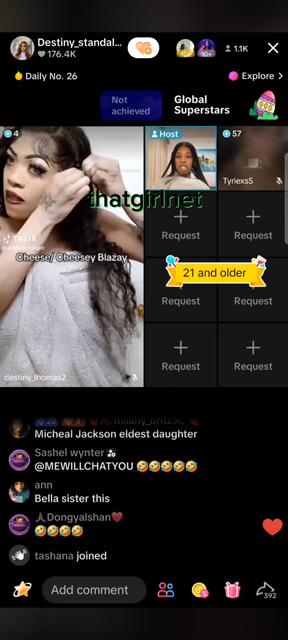 Destiny_standal...
176.4K
1.1K
Daily No. 26
Explore >
Not
achieved
Global
Superstars
4
Host
57
thatgirlnet
Tyriexs5
TikTok
Cheese/ Cheesey Blazay
Request
Request
21 and older
Request
Request
Request
Request
destiny_thomas2
Micheal Jackson eldest daughter
Sashel wynter
@MEWILLCHATYOU 🤣🤣🤣🤣🤣
ann
Bella sister this
🙏🏾Dongyalshan❤️
🤣🤣🤣🤣
tashana joined
Add comment
392